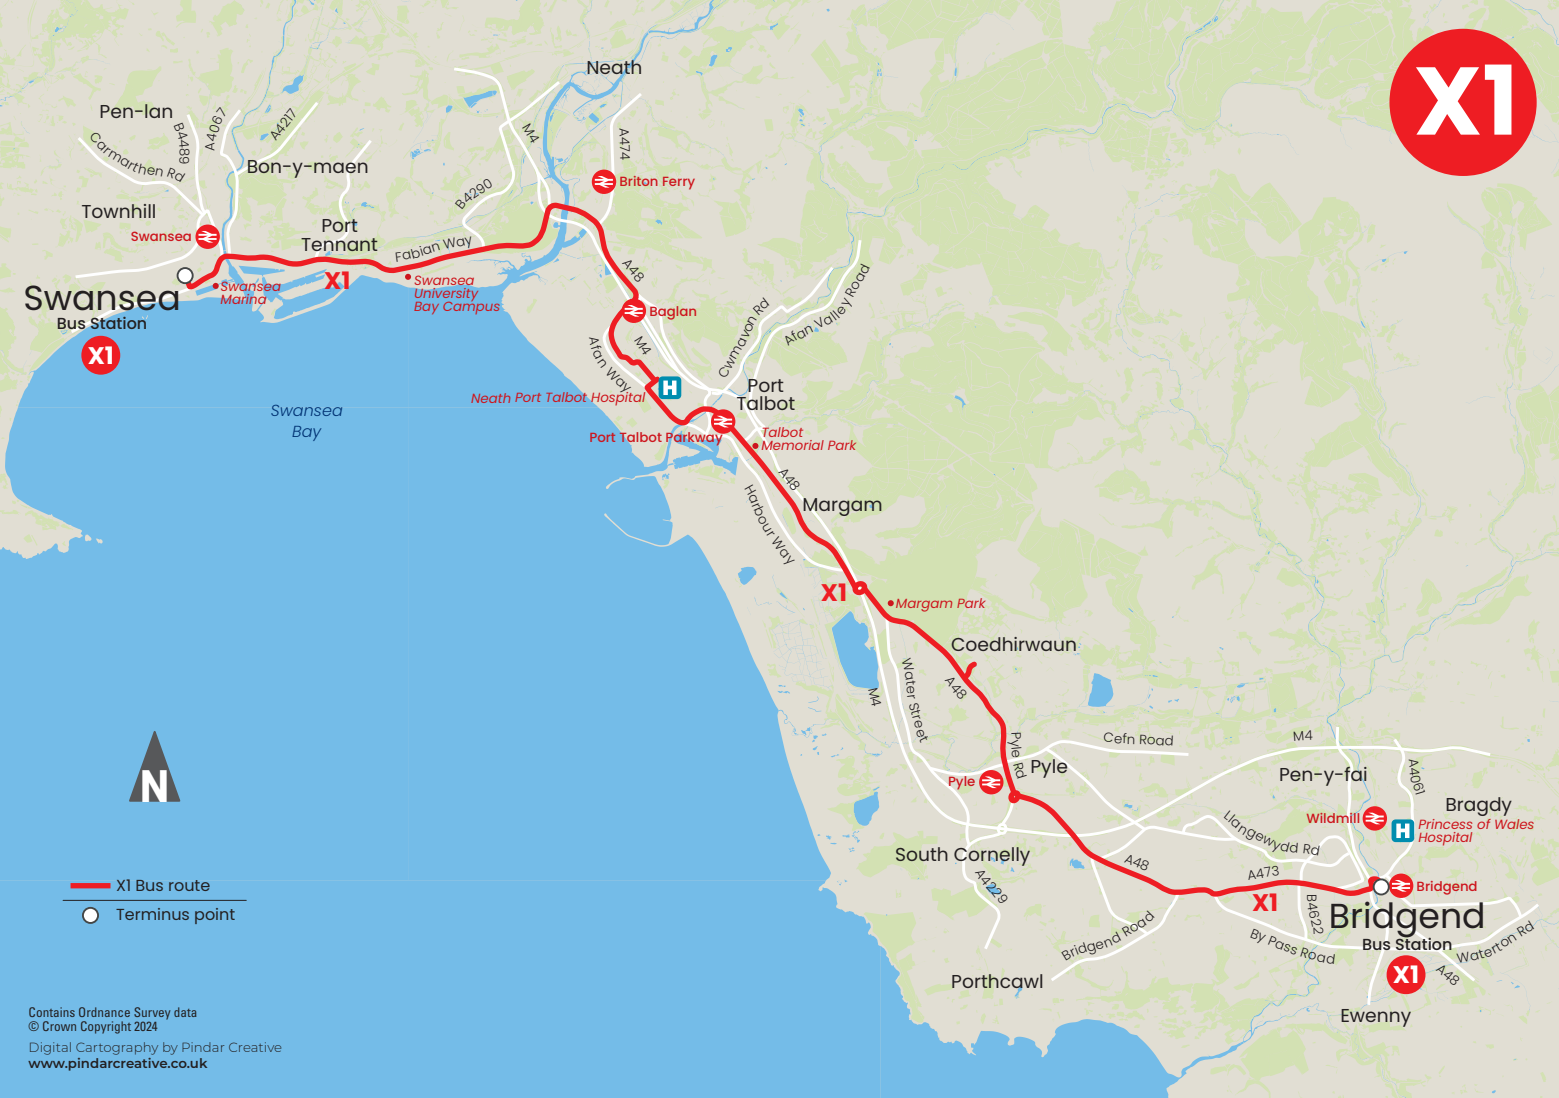 X1
Neath
Pen-lan
B4489
A4067
A4217
M4
A474
Carmarthen Rd
Bon-y-maen
Briton Ferry
B4290
Townhill
Swansea
Port
Tennant
Fabian Way
X1
Swansea
Bus Station
X1
Swansea
Marina
Swansea
University
Bay Campus
A48
Baglan
M4
Afan Way
Cwmavon Rd
Afan Valley Road
Neath Port Talbot Hospital
H
Port
Talbot
Port Talbot Parkway
Talbot
Memorial Park
Swansea
Bay
A48
Margam
Harbour Way
X1
Margam Park
Coedhirwaun
A48
Water Street
M4
Pyle Rd
Cefn Road
M4
Pyle
Pyle
Pen-y-fai
A4061
Bragdy
Wildmill
H
Princess of Wales
Hospital
Llangewydd Rd
South Cornelly
A48
A473
A4229
X1
B4622
Bridgend
Bridgend
Bus Station
X1
Bridgend Road
By Pass Road
Waterton Rd
A48
Porthcawl
Ewenny
N
X1 Bus route
Terminus point
Contains Ordnance Survey data
© Crown Copyright 2024
Digital Cartography by Pindar Creative
www.pindarcreative.co.uk